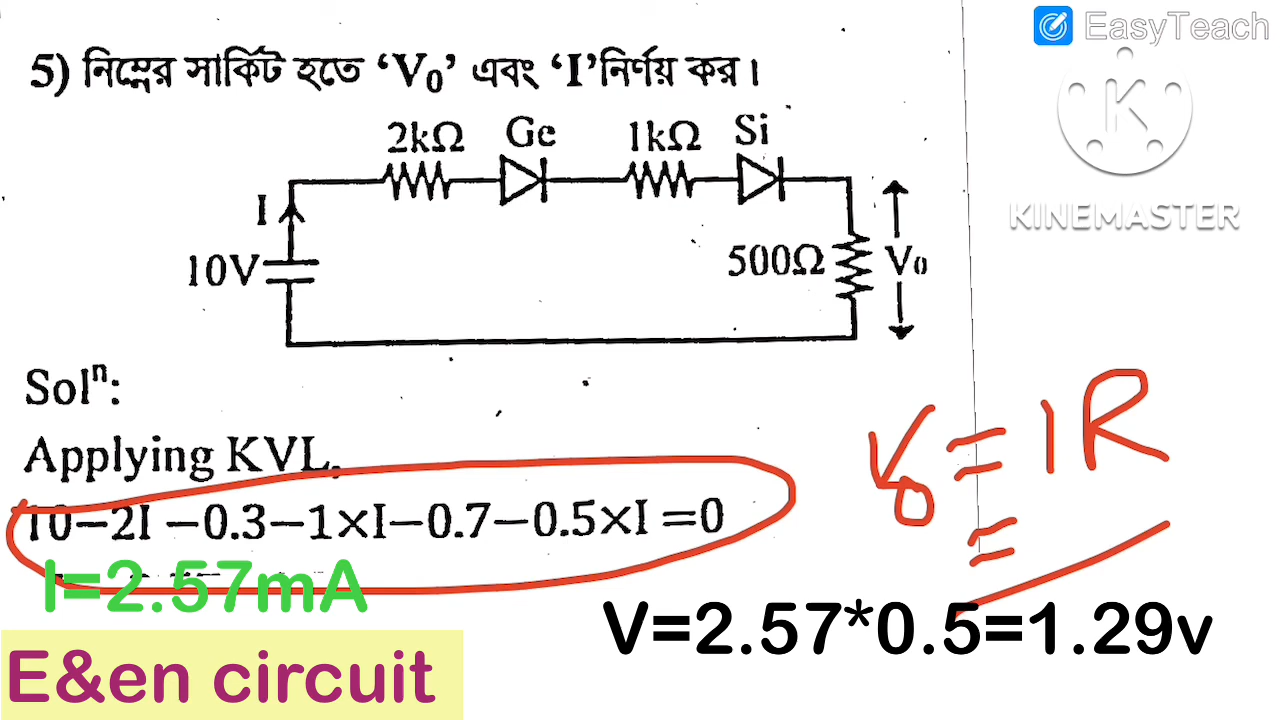 EasyTeach
5) নিম্নের সার্কিট হতে ‘V₀’ এবং ‘I’ নির্ণয় কর।
2kΩ Ge 1kΩ Si
K
KINEMASTER
I
10V
500Ω V₀
Solⁿ:
Applying KVL,
10−2I −0.3−1×I−0.7−0.5×I =0
V₀ = IR
=
I=2.57mA
V=2.57*0.5=1.29v
E&en circuit